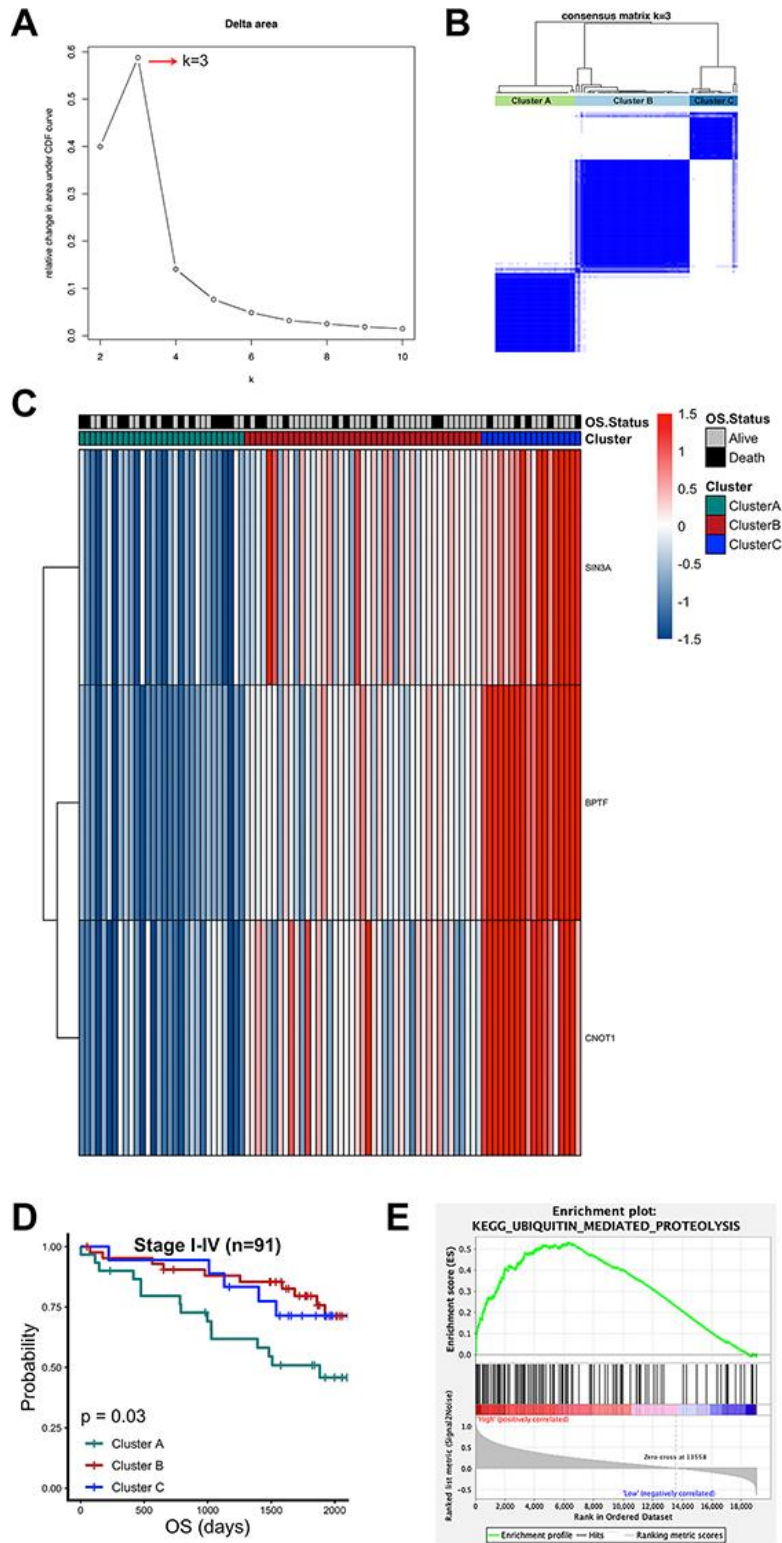 A
Delta area
k=3
relative change in area under CDF curve
0.6
0.5
0.4
0.3
0.2
0.1
0.0
2 4 6 8 10
k
B
consensus matrix k=3
Cluster A Cluster B Cluster C
C
OS.Status
Cluster
SIN3A
BPTF
CNOT1
1.5
1
0.5
0
-0.5
-1
-1.5
OS.Status
Alive
Death
Cluster
ClusterA
ClusterB
ClusterC
D
Stage I-IV (n=91)
Probability
1.00
0.75
0.50
0.25
0.00
p = 0.03
Cluster A
Cluster B
Cluster C
0 500 1000 1500 2000
OS (days)
E
Enrichment plot:
KEGG_UBIQUITIN_MEDIATED_PROTEOLYSIS
Enrichment score (ES)
0.5
0.4
0.3
0.2
0.1
0.0
'High' (positively correlated)
Ranked list metric (Signal2Noise)
1.0
0.5
0.0
-0.5
Zero cross at 13558
'Low' (negatively correlated)
0 2,000 4,000 6,000 8,000 10,000 12,000 14,000 16,000 18,000
Rank in Ordered Dataset
Enrichment profile Hits Ranking metric scores